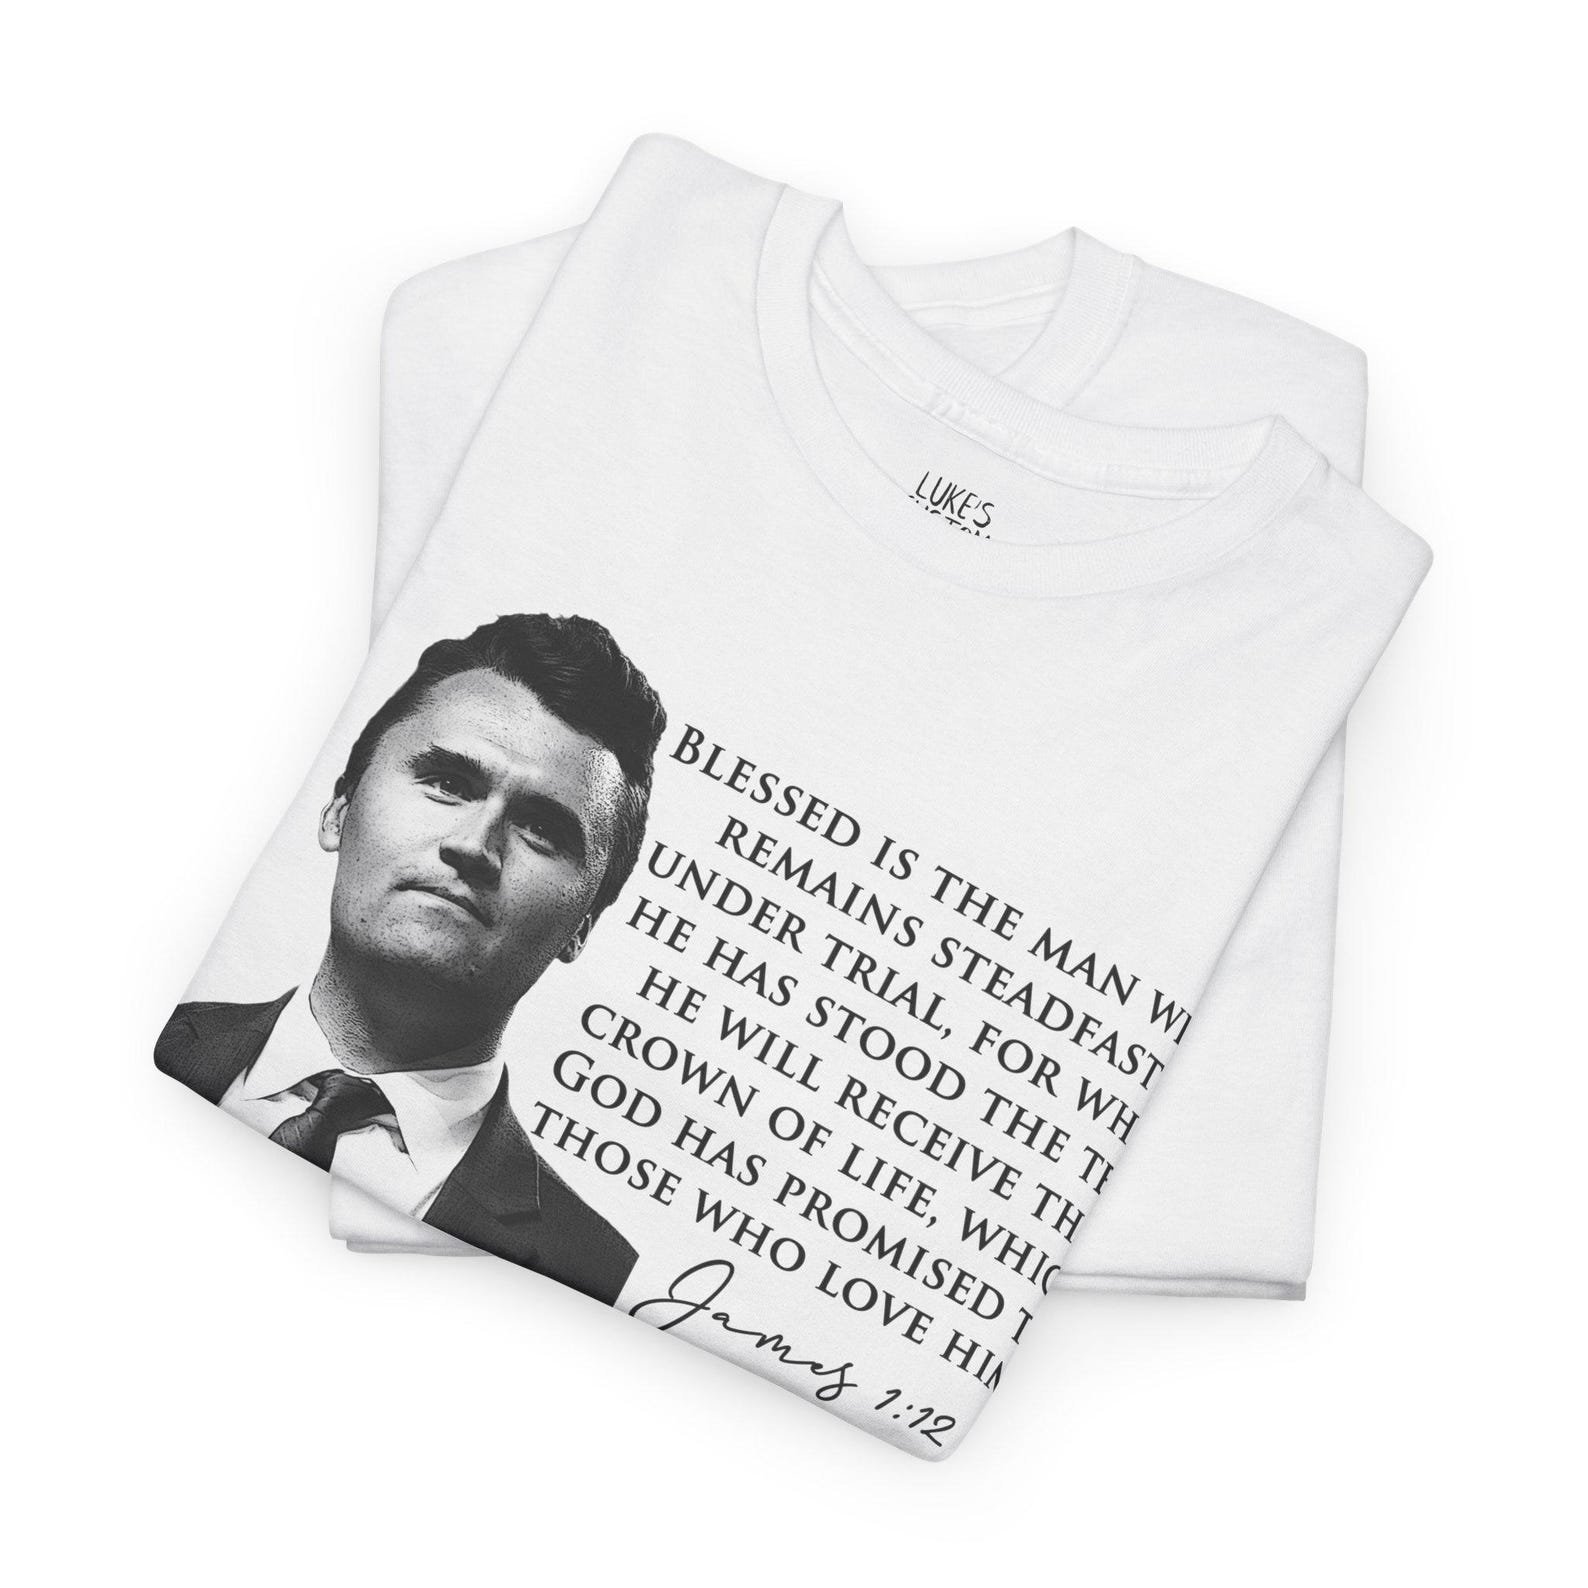 LUKE'S
CUSTOM
BLESSED IS THE MAN
REMAINS STEADFAST
UNDER TRIAL, FOR
HE HAS STOOD THE
HE WILL RECEIVE
CROWN OF LIFE,
GOD HAS PROMISED
THOSE WHO LOVE
James 1:12